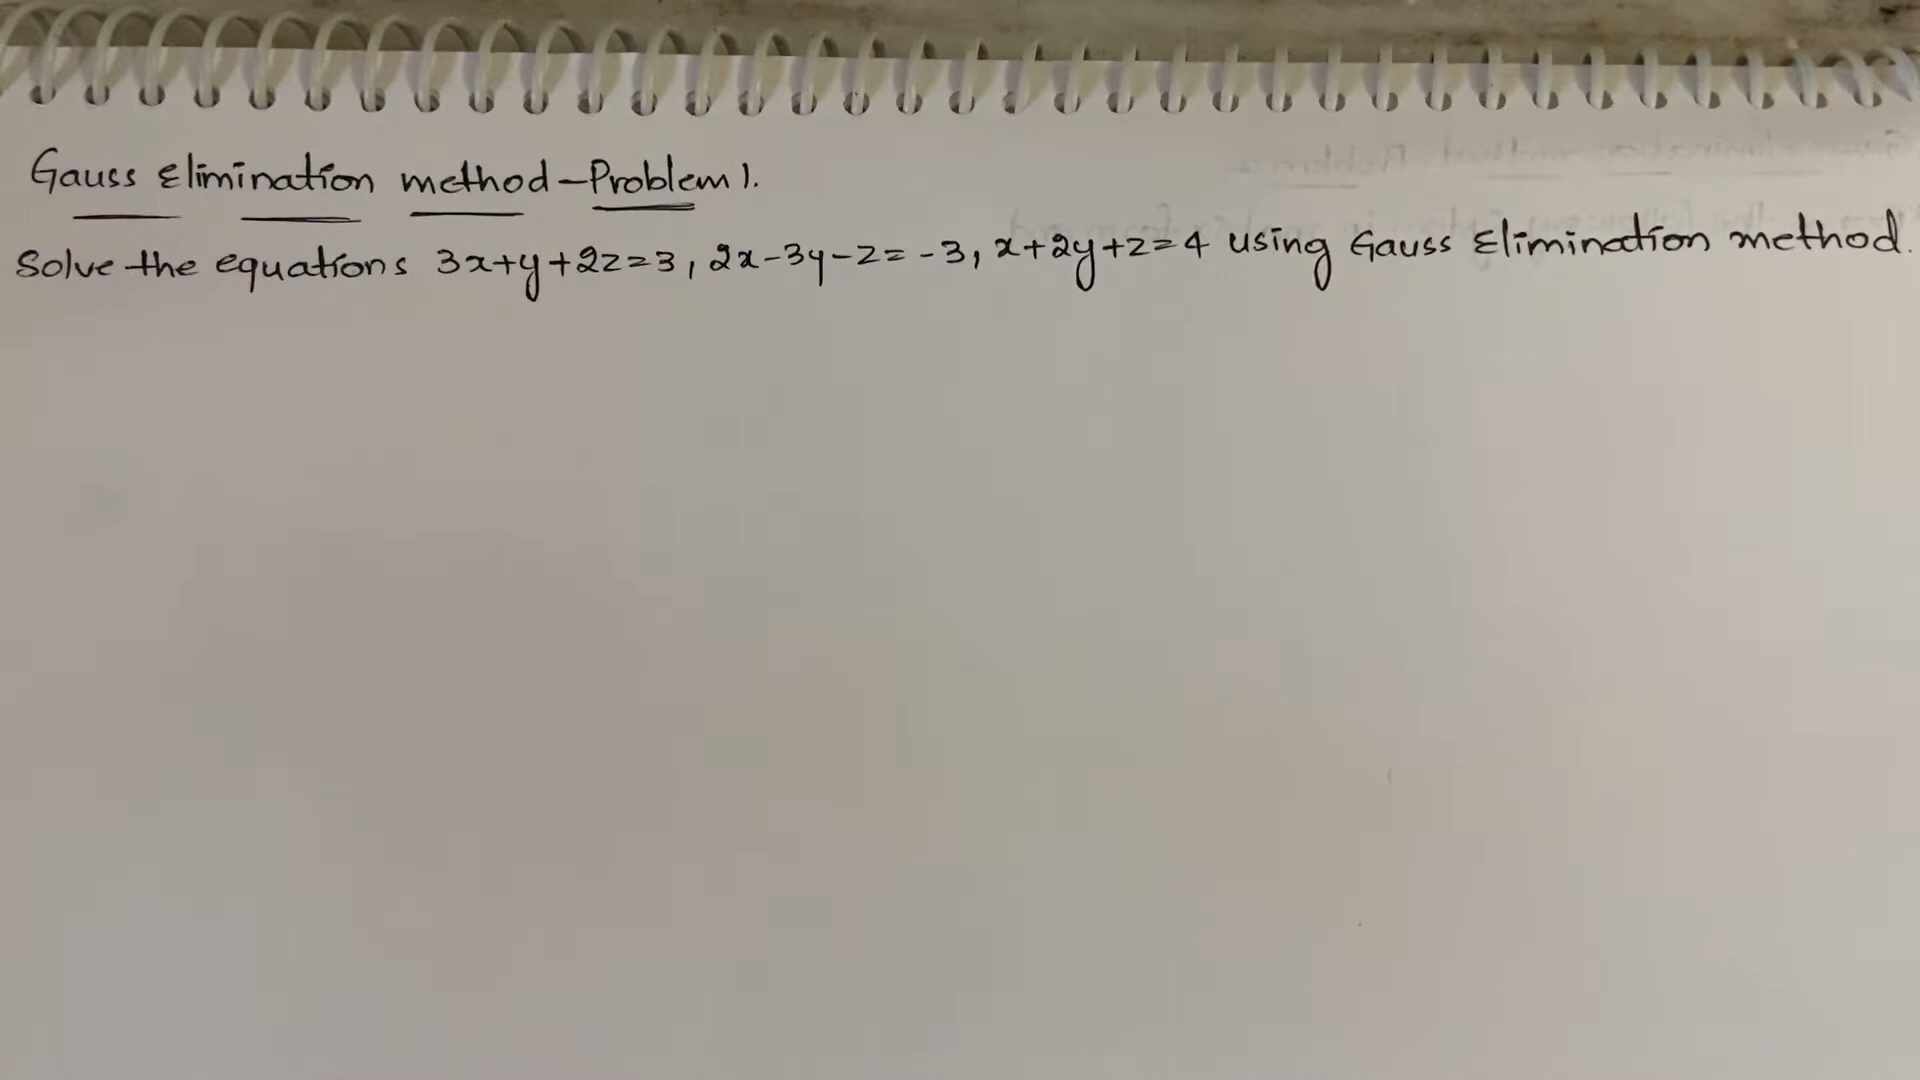 Gauss Elimination method - Problem 1.
Solve the equations 3x+y+2z=3, 2x-3y-z=-3, x+2y+z=4 using Gauss Elimination method.